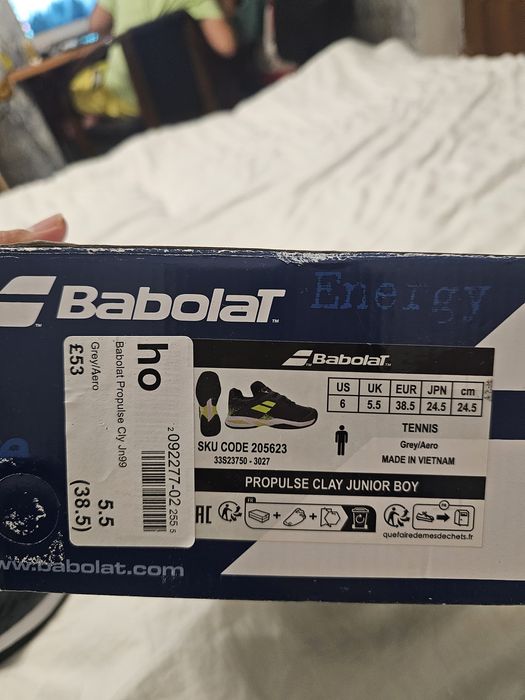 BabolaT
Energy
ho
Babolat Propulse Cly Jn99
Grey/Aero
£53
2 092277-02 255 5
5.5
(38.5)
BabolaT
US UK EUR JPN cm
6 5.5 38.5 24.5 24.5
TENNIS
Grey/Aero
MADE IN VIETNAM
SKU CODE 205623
33S23750 - 3027
PROPULSE CLAY JUNIOR BOY
FR
+ + +
FR
quefairedemesdechets.fr
www.babolat.com